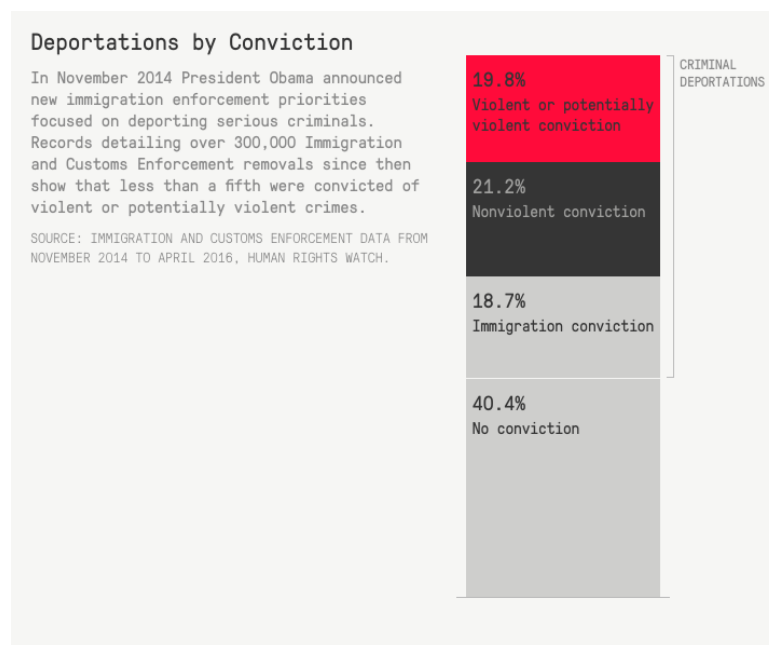 Deportations by Conviction
In November 2014 President Obama announced
new immigration enforcement priorities
focused on deporting serious criminals.
Records detailing over 300,000 Immigration
and Customs Enforcement removals since then
show that less than a fifth were convicted of
violent or potentially violent crimes.
SOURCE: IMMIGRATION AND CUSTOMS ENFORCEMENT DATA FROM
NOVEMBER 2014 TO APRIL 2016, HUMAN RIGHTS WATCH.
19.8%
Violent or potentially
violent conviction
21.2%
Nonviolent conviction
18.7%
Immigration conviction
40.4%
No conviction
CRIMINAL
DEPORTATIONS